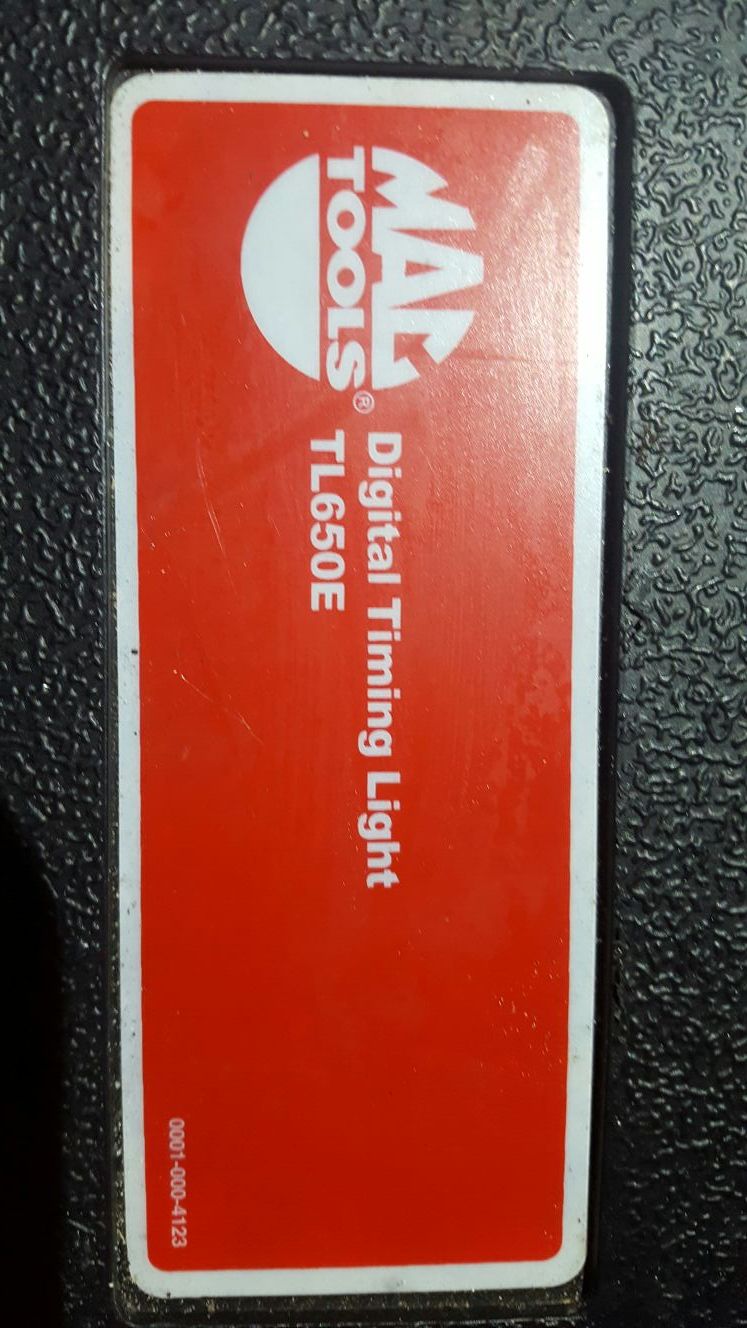 MAC
TOOLS®
Digital Timing Light
TL650E
0001-000-4123